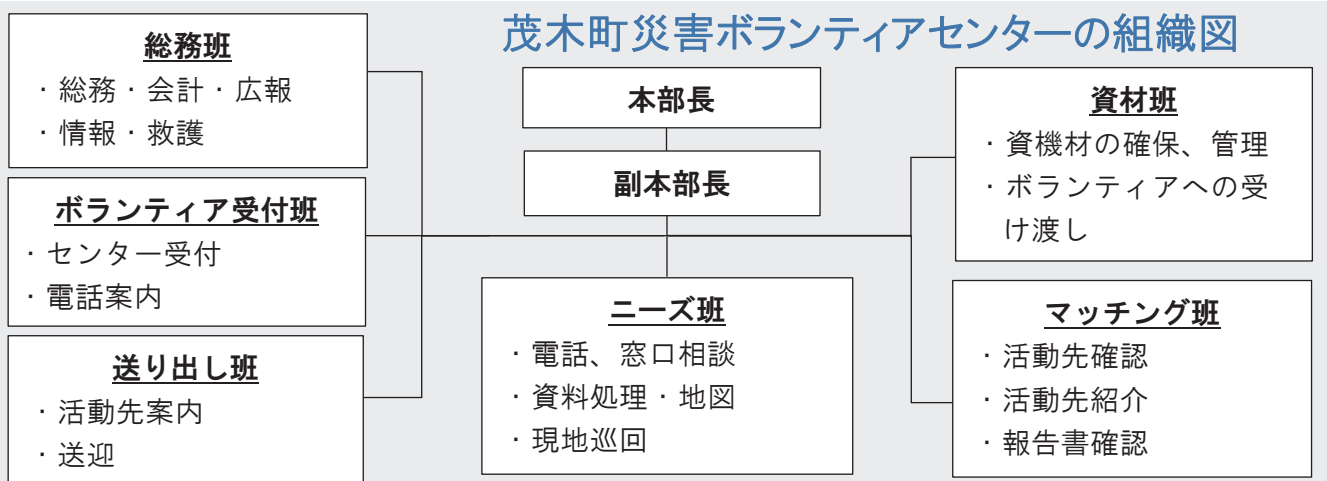 茂木町災害ボランティアセンターの組織図
総務班
・総務・会計・広報
・情報・救護
ボランティア受付班
・センター受付
・電話案内
送り出し班
・活動先案内
・送迎
本部長
副本部長
ニーズ班
・電話、窓口相談
・資料処理・地図
・現地巡回
資材班
・資機材の確保、管理
・ボランティアへの受
け渡し
マッチング班
・活動先確認
・活動先紹介
・報告書確認